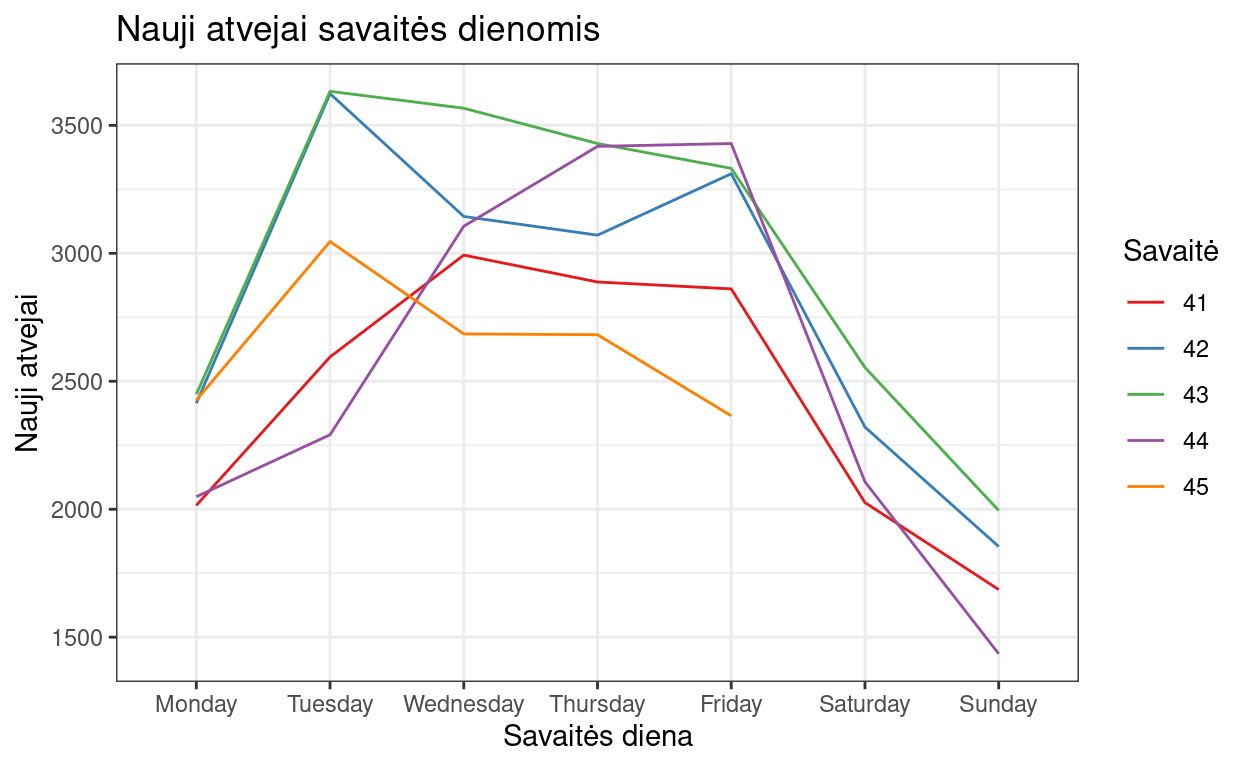 Nauji atvejai savaitės dienomis
Nauji atvejai
3500
3000
2500
2000
1500
Monday Tuesday Wednesday Thursday Friday Saturday Sunday
Savaitės diena
Savaitė
41
42
43
44
45